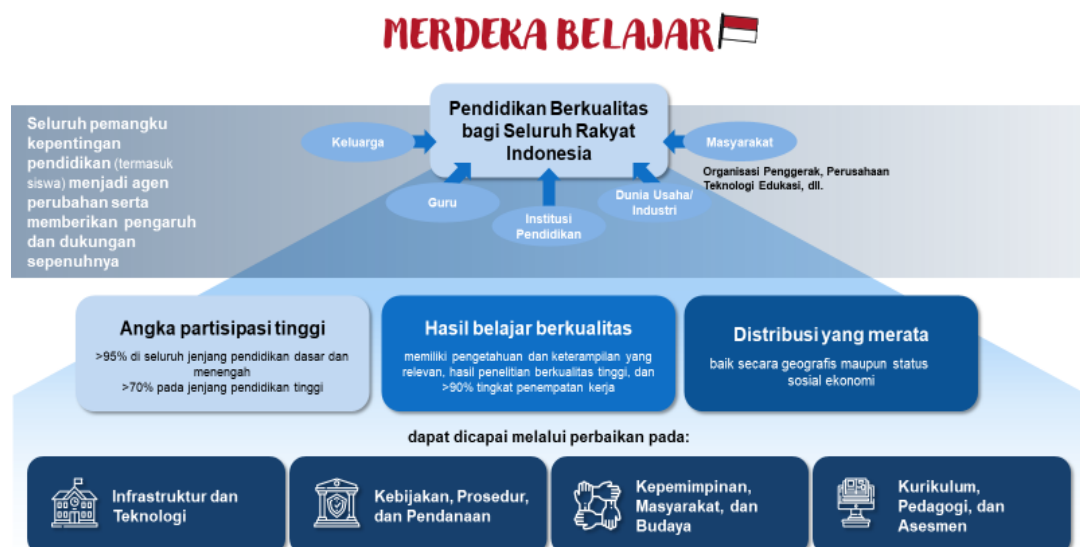 MERDEKA BELAJAR
Pendidikan Berkualitas
bagi Seluruh Rakyat
Indonesia
Seluruh pemangku
kepentingan
pendidikan (termasuk
siswa) menjadi agen
perubahan serta
memberikan pengaruh
dan dukungan
sepenuhnya
Keluarga
Guru
Institusi
Pendidikan
Dunia Usaha/
Industri
Masyarakat
Organisasi Penggerak, Perusahaan
Teknologi Edukasi, dll.
Angka partisipasi tinggi
>95% di seluruh jenjang pendidikan dasar dan
menengah
>70% pada jenjang pendidikan tinggi
Hasil belajar berkualitas
memiliki pengetahuan dan keterampilan yang
relevan, hasil penelitian berkualitas tinggi, dan
>90% tingkat penempatan kerja
Distribusi yang merata
baik secara geografis maupun status
sosial ekonomi
dapat dicapai melalui perbaikan pada:
Infrastruktur dan
Teknologi
Kebijakan, Prosedur,
dan Pendanaan
Kepemimpinan,
Masyarakat, dan
Budaya
Kurikulum,
Pedagogi, dan
Asesmen